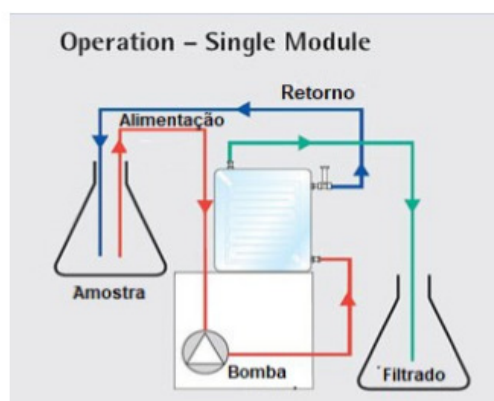 Operation – Single Module
Retorno
Alimentação
Amostra
Bomba
Filtrado